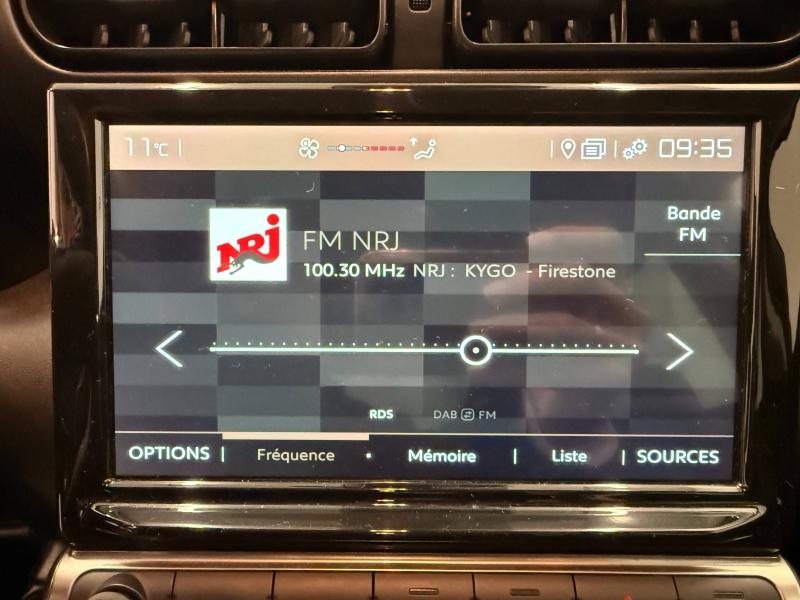 11°C |
| | 09:35
NRJ
FM NRJ
100.30 MHz NRJ : KYGO - Firestone
Bande
FM
RDS DAB FM
OPTIONS | Fréquence • Mémoire | Liste | SOURCES